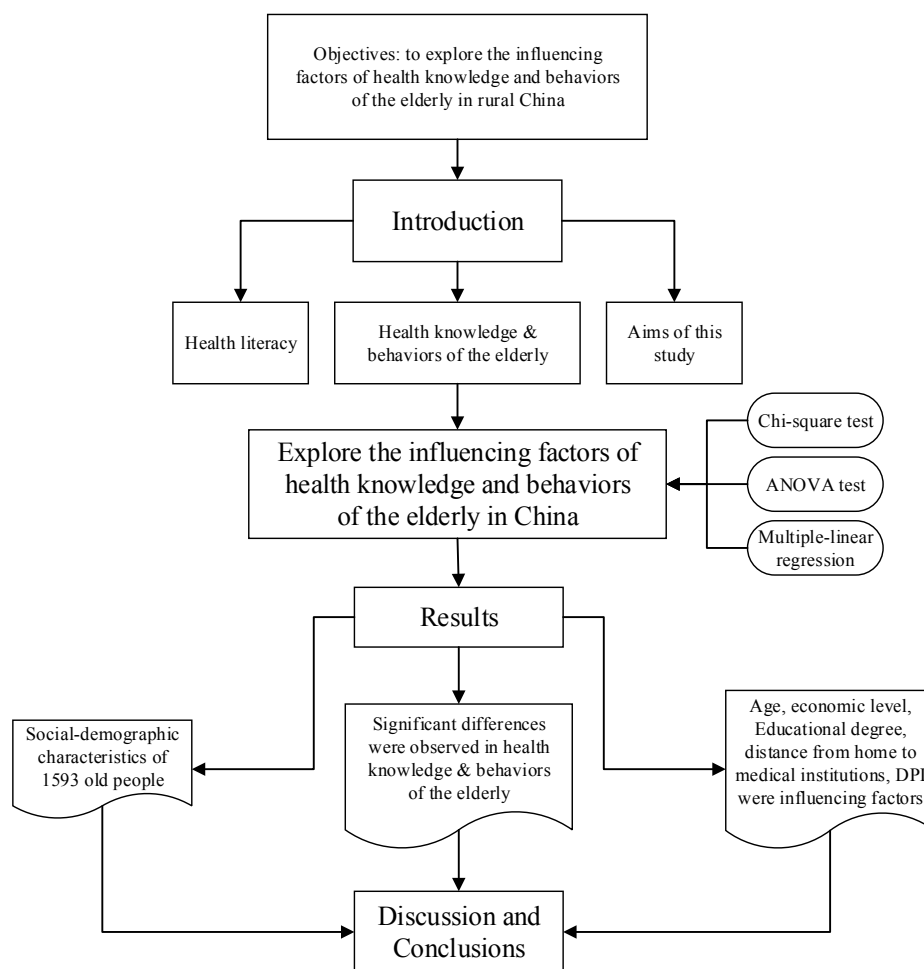 Objectives: to explore the influencing
factors of health knowledge and behaviors
of the elderly in rural China
Introduction
Health literacy
Health knowledge &
behaviors of the elderly
Aims of this
study
Explore the influencing factors of
health knowledge and behaviors
of the elderly in China
Chi-square test
ANOVA test
Multiple-linear
regression
Results
Social-demographic
characteristics of
1593 old people
Significant differences
were observed in health
knowledge & behaviors
of the elderly
Age, economic level,
Educational degree,
distance from home to
medical institutions,
were influencing factors
Discussion and
Conclusions